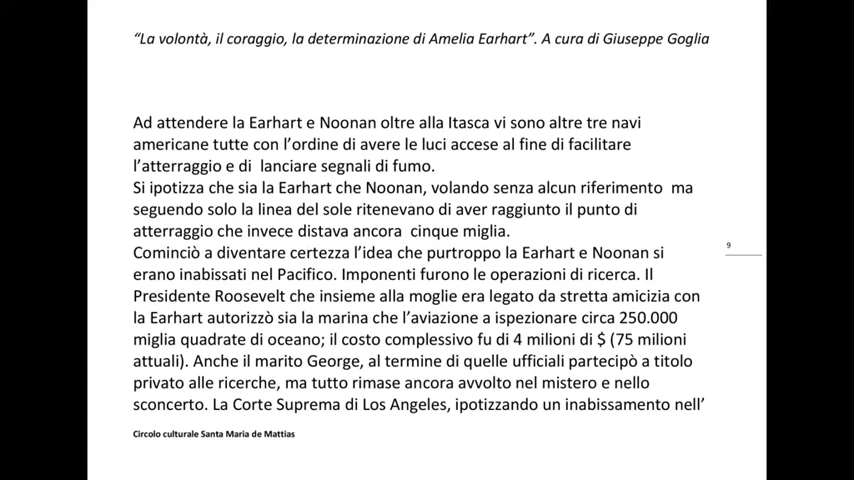 “La volontà, il coraggio, la determinazione di Amelia Earhart”. A cura di Giuseppe Goglia
Ad attendere la Earhart e Noonan oltre alla Itasca vi sono altre tre navi
americane tutte con l’ordine di avere le luci accese al fine di facilitare
l’atterraggio e di  lanciare segnali di fumo.
Si ipotizza che sia la Earhart che Noonan, volando senza alcun riferimento  ma
seguendo solo la linea del sole ritenevano di aver raggiunto il punto di
atterraggio che invece distava ancora  cinque miglia.
Cominciò a diventare certezza l’idea che purtroppo la Earhart e Noonan si
erano inabissati nel Pacifico. Imponenti furono le operazioni di ricerca. Il
Presidente Roosevelt che insieme alla moglie era legato da stretta amicizia con
la Earhart autorizzò sia la marina che l’aviazione a ispezionare circa 250.000
miglia quadrate di oceano; il costo complessivo fu di 4 milioni di $ (75 milioni
attuali). Anche il marito George, al termine di quelle ufficiali partecipò a titolo
privato alle ricerche, ma tutto rimase ancora avvolto nel mistero e nello
sconcerto. La Corte Suprema di Los Angeles, ipotizzando un inabissamento nell’
9
Circolo culturale Santa Maria de Mattias